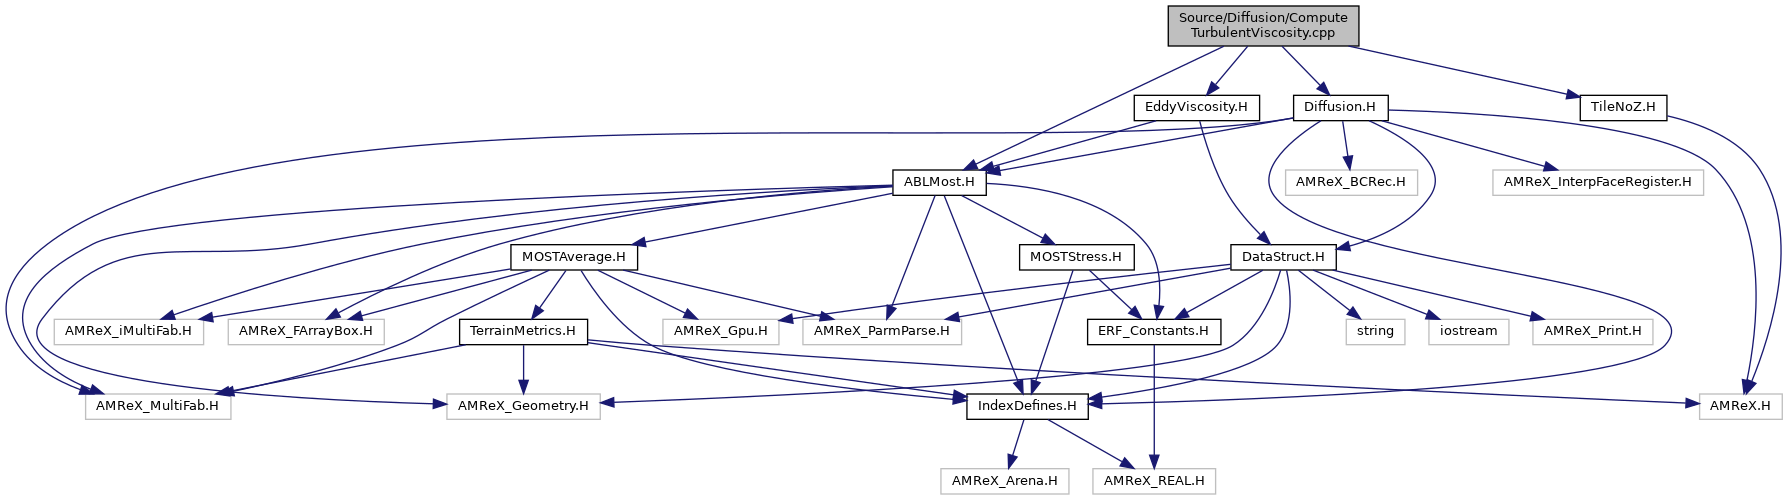 Source/Diffusion/Compute
TurbulentViscosity.cpp
EddyViscosity.H
Diffusion.H
TileNoZ.H
ABLMost.H
AMReX_BCRec.H
AMReX_InterpFaceRegister.H
MOSTAverage.H
MOSTStress.H
DataStruct.H
AMReX_iMultiFab.H
AMReX_FArrayBox.H
TerrainMetrics.H
AMReX_Gpu.H
AMReX_ParmParse.H
ERF_Constants.H
string
iostream
AMReX_Print.H
AMReX_MultiFab.H
AMReX_Geometry.H
IndexDefines.H
AMReX.H
AMReX_Arena.H
AMReX_REAL.H